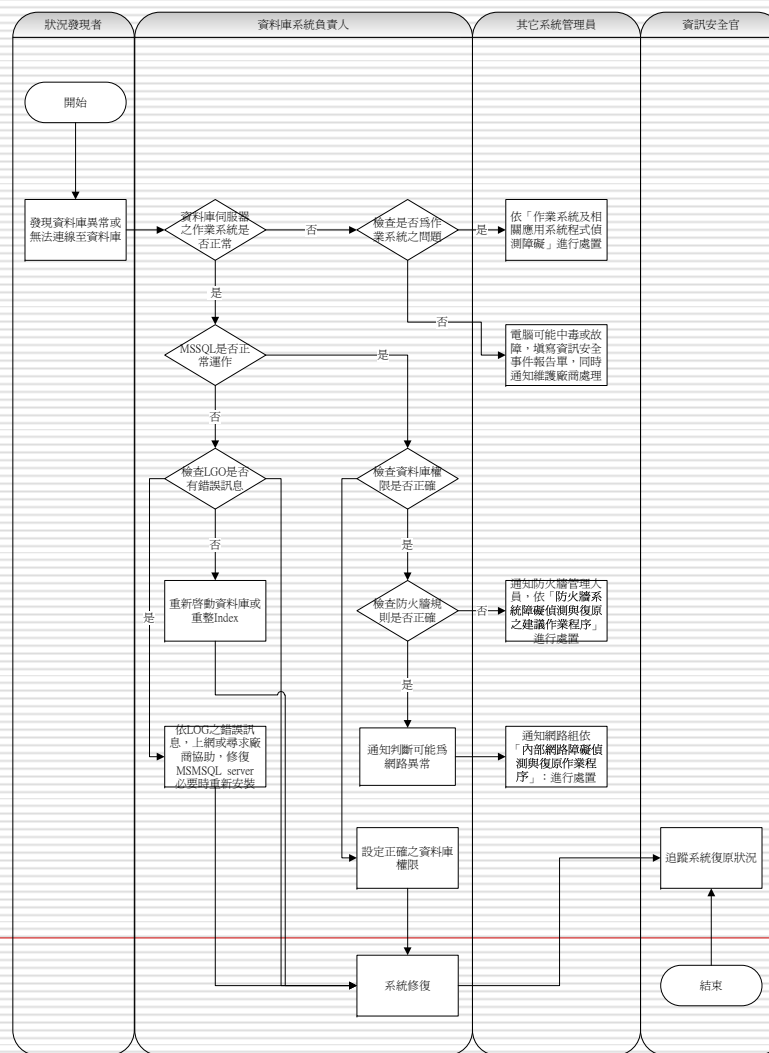 狀況發現者
資料庫系統負責人
其它系統管理員
資訊安全官
開始
發現資料庫異常或
無法連線至資料庫
資料庫伺服器
之作業系統是
否正常
否
檢查是否為作
業系統之問題
是
依「作業系統及相
關應用系統程式偵
測障礙」進行處置
是
否
電腦可能中毒或故
障，填寫資訊安全
事件報告單，同時
通知維護廠商處理
MSSQL是否正
常運作
是
否
檢查LGO是否
有錯誤訊息
檢查資料庫權
限是否正確
否
是
是
重新啓動資料庫或
重整Index
檢查防火牆規
則是否正確
否
通知防火牆管理人
員，依「防火牆系
統障礙偵測與復原
之建議作業程序」
進行處置
是
依LOG之錯誤訊
息，上網或尋求廠
商協助，修復
MSMSQL server
必要時重新安裝
通知判斷可能為
網路異常
通知網路組依
「內部網路障礙偵
測與復原作業程
序」：進行處置
設定正確之資料庫
權限
追蹤系統復原狀況
系統修復
結束